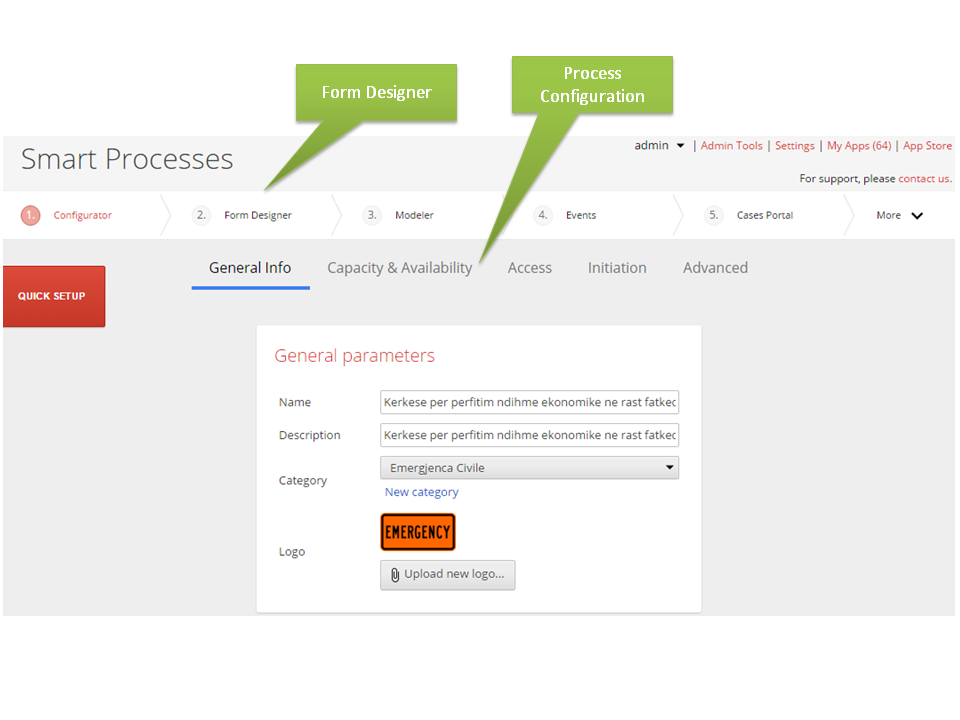 Form Designer
Process
Configuration
Smart Processes
admin | Admin Tools | Settings | My Apps (64) | App Store
For support, please contact us.
1. Configurator
2. Form Designer
3. Modeler
4. Events
5. Cases Portal
More
General Info
Capacity & Availability
Access
Initiation
Advanced
QUICK SETUP
General parameters
Name
Kerkese per perfitim ndihme ekonomike ne rast fatkec
Description
Kerkese per perfitim ndihme ekonomike ne rast fatkec
Category
Emergjenca Civile
New category
Logo
EMERGENCY
Upload new logo...